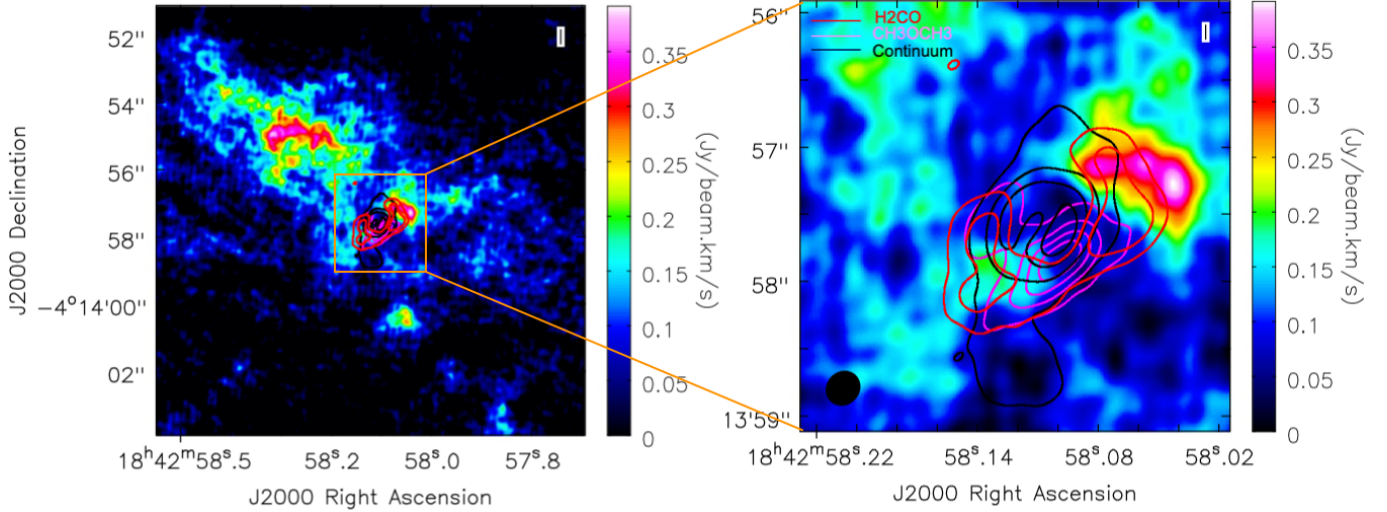 52"
54"
56"
58"
−4°14'00"
02"
J2000 Declination
18ʰ42ᵐ58ˢ.5
58ˢ.2
58ˢ.0
57ˢ.8
J2000 Right Ascension
I
0.35
0.3
0.25
0.2
0.15
0.1
0.05
0
(Jy/beam.km/s)
H2CO
CH3OCH3
Continuum
I
56"
57"
58"
13'59"
18ʰ42ᵐ58ˢ.22
58ˢ.14
58ˢ.08
58ˢ.02
J2000 Right Ascension
0.35
0.3
0.25
0.2
0.15
0.1
0.05
0
(Jy/beam.km/s)